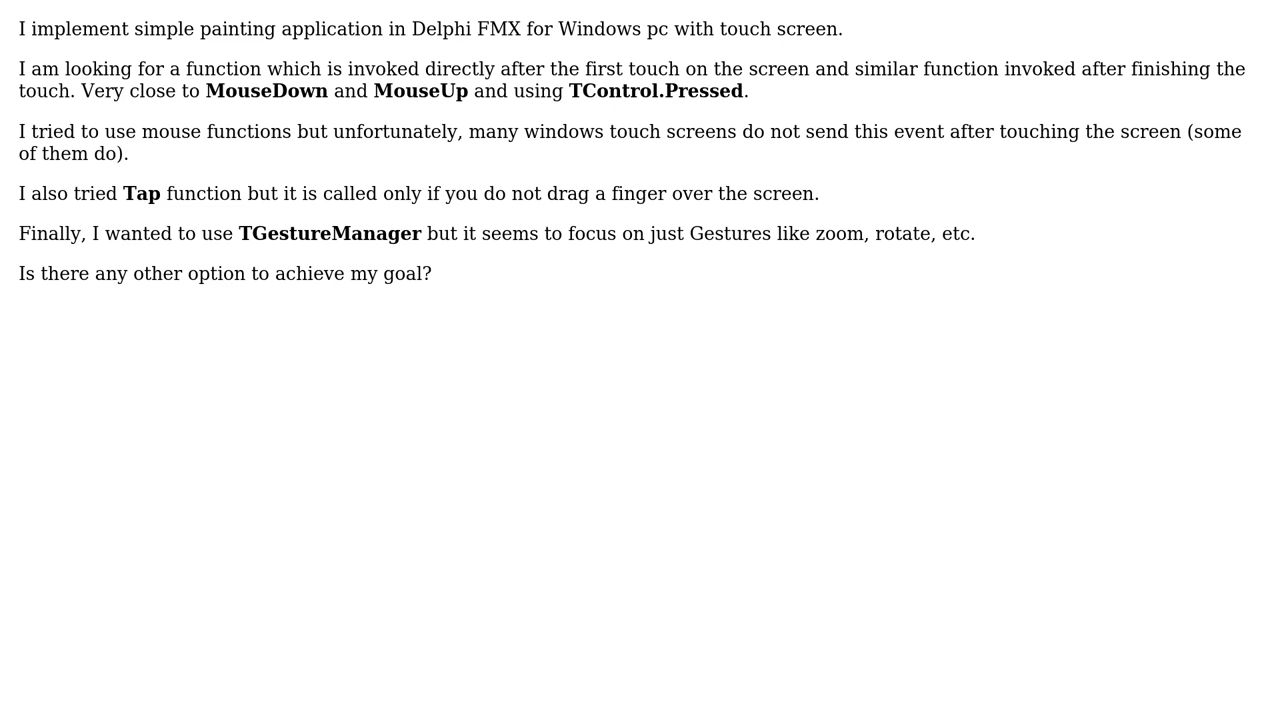 I implement simple painting application in Delphi FMX for Windows pc with touch screen.
I am looking for a function which is invoked directly after the first touch on the screen and similar function invoked after finishing the
touch. Very close to MouseDown and MouseUp and using TControl.Pressed.
I tried to use mouse functions but unfortunately, many windows touch screens do not send this event after touching the screen (some
of them do).
I also tried Tap function but it is called only if you do not drag a finger over the screen.
Finally, I wanted to use TGestureManager but it seems to focus on just Gestures like zoom, rotate, etc.
Is there any other option to achieve my goal?